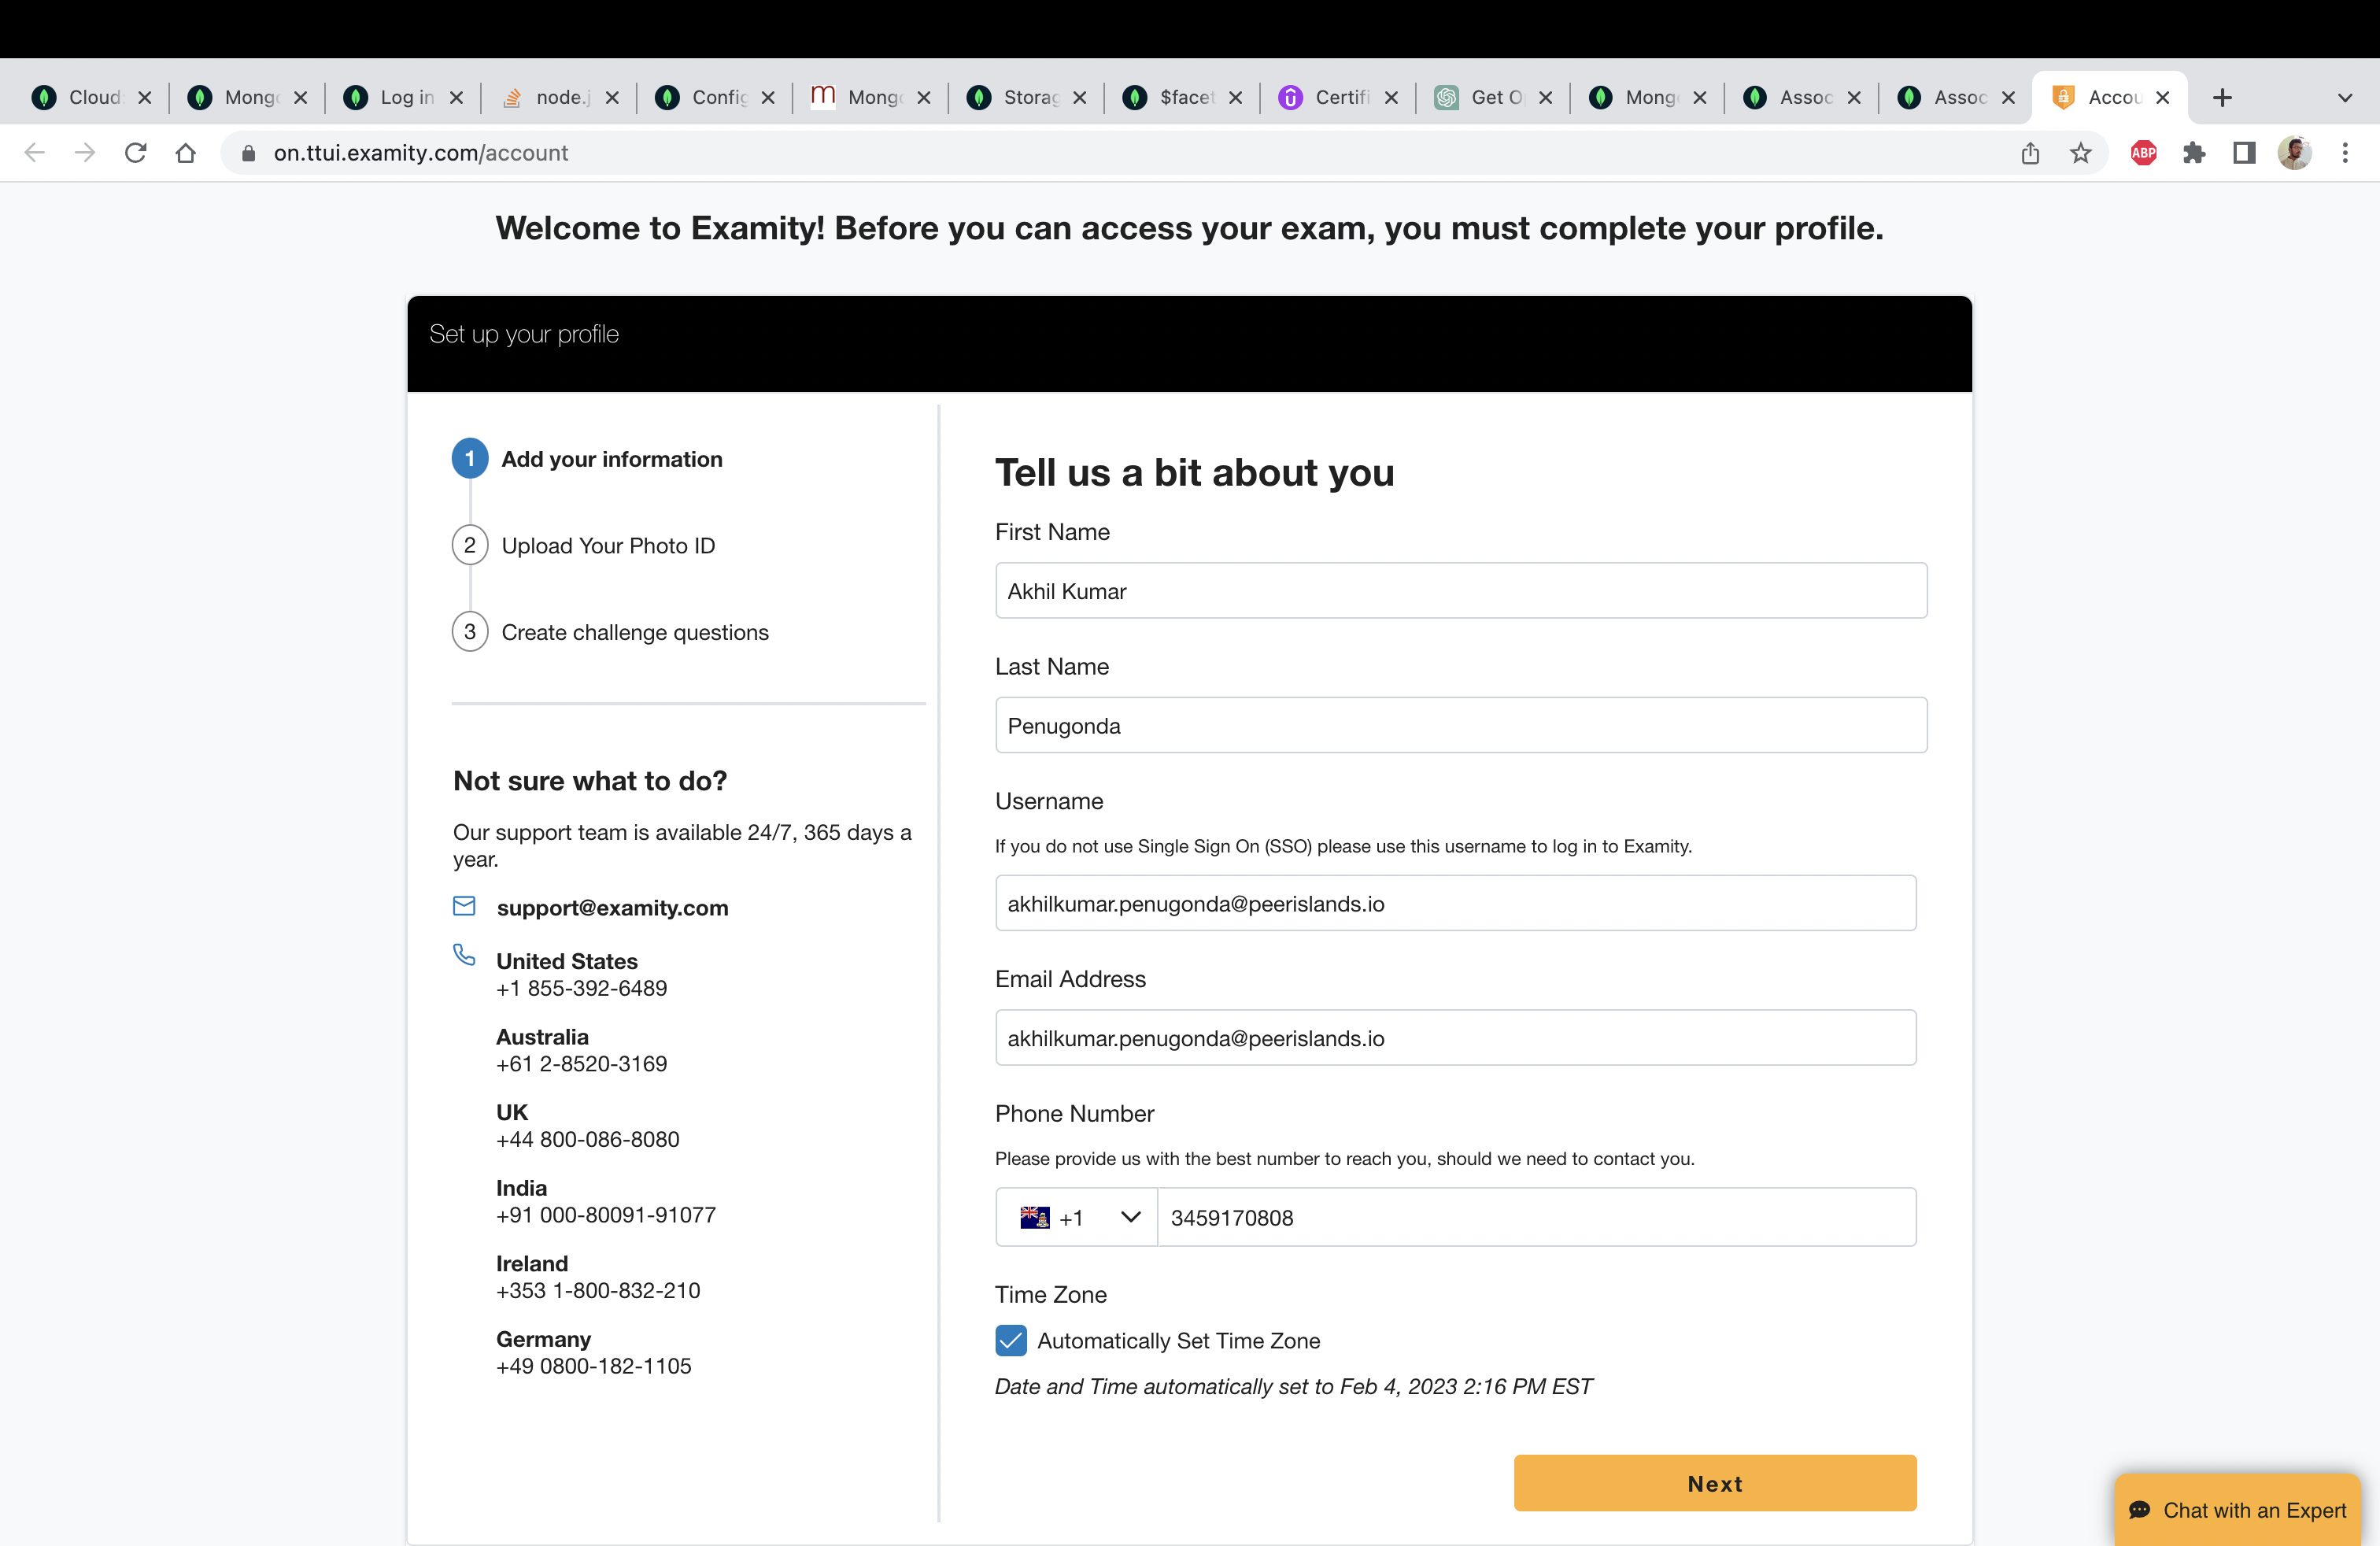 Cloud
Mongo
Log in
node.j
Config
Mongo
Storag
$facet
Certifi
Get O
Mong
Assoc
Assoc
Accou
on.ttui.examity.com/account
ABP
Welcome to Examity! Before you can access your exam, you must complete your profile.
Set up your profile
1 Add your information
2 Upload Your Photo ID
3 Create challenge questions
Not sure what to do?
Our support team is available 24/7, 365 days a
year.
support@examity.com
United States
+1 855-392-6489
Australia
+61 2-8520-3169
UK
+44 800-086-8080
India
+91 000-80091-91077
Ireland
+353 1-800-832-210
Germany
+49 0800-182-1105
Tell us a bit about you
First Name
Akhil Kumar
Last Name
Penugonda
Username
If you do not use Single Sign On (SSO) please use this username to log in to Examity.
akhilkumar.penugonda@peerislands.io
Email Address
akhilkumar.penugonda@peerislands.io
Phone Number
Please provide us with the best number to reach you, should we need to contact you.
+1 3459170808
Time Zone
Automatically Set Time Zone
Date and Time automatically set to Feb 4, 2023 2:16 PM EST
Next
Chat with an Expert